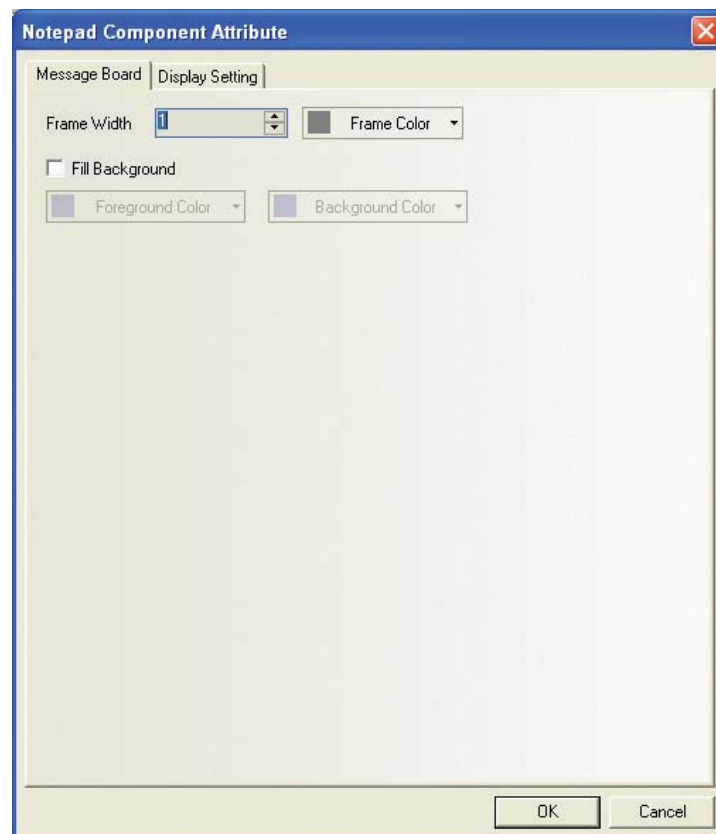 Notepad Component Attribute
Message Board Display Setting
Frame Width 1 Frame Color
Fill Background
Foreground Color Background Color
OK Cancel